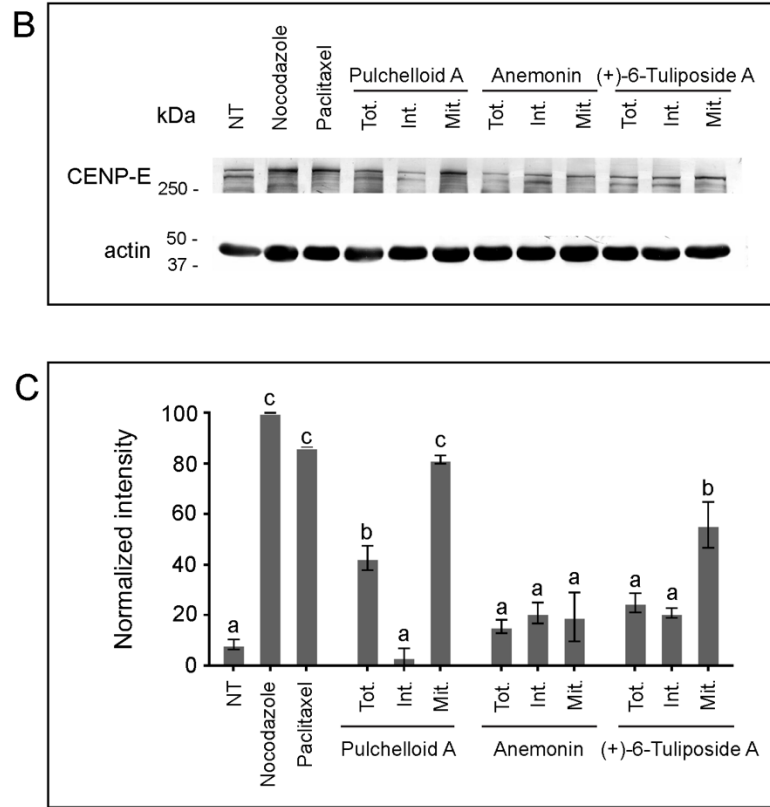 B
kDa
NT
Nocodazole
Paclitaxel
Pulchelloid A
Anemonin
(+)-6-Tuliposide A
Tot.
Int.
Mit.
Tot.
Int.
Mit.
Tot.
Int.
Mit.
CENP-E
250 -
actin
50 -
37 -
C
Normalized intensity
100
80
60
40
20
0
a
c
c
b
a
c
a
a
a
a
a
b
NT
Nocodazole
Paclitaxel
Tot.
Int.
Mit.
Tot.
Int.
Mit.
Tot.
Int.
Mit.
Pulchelloid A
Anemonin
(+)-6-Tuliposide A